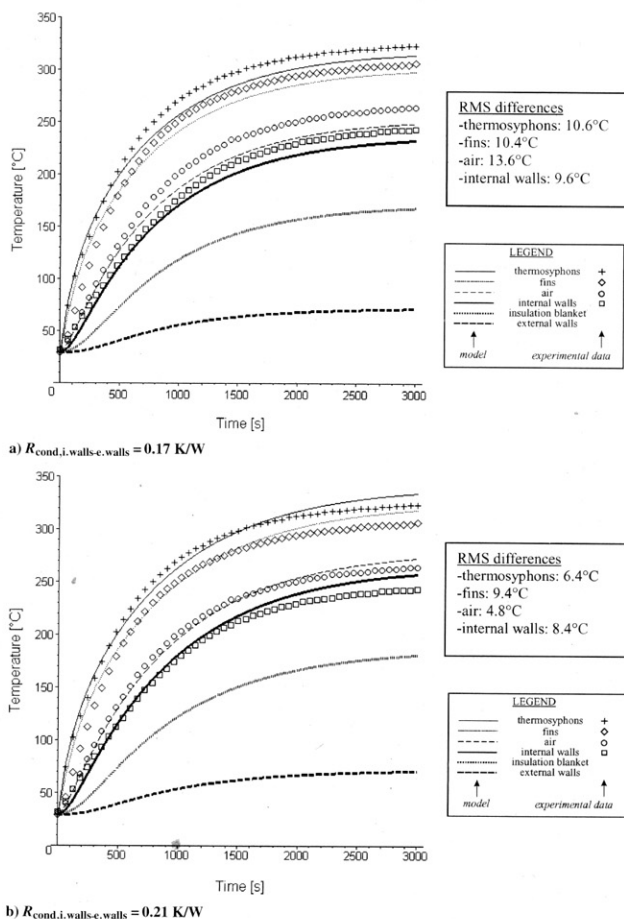 350
300
250
200
150
100
50
0
500
1000
1500
2000
2500
3000
Temperature [°C]
Time [s]
RMS differences
-thermosyphons: 10.6°C
-fins: 10.4°C
-air: 13.6°C
-internal walls: 9.6°C
LEGEND
thermosyphons
fins
air
internal walls
insulation blanket
external walls
model
experimental data
a) Rcond,i.walls-e.walls = 0.17 K/W
350
300
250
200
150
100
50
0
500
1000
1500
2000
2500
3000
Temperature [°C]
Time [s]
RMS differences
-thermosyphons: 6.4°C
-fins: 9.4°C
-air: 4.8°C
-internal walls: 8.4°C
LEGEND
thermosyphons
fins
air
internal walls
insulation blanket
external walls
model
experimental data
b) Rcond,i.walls-e.walls = 0.21 K/W